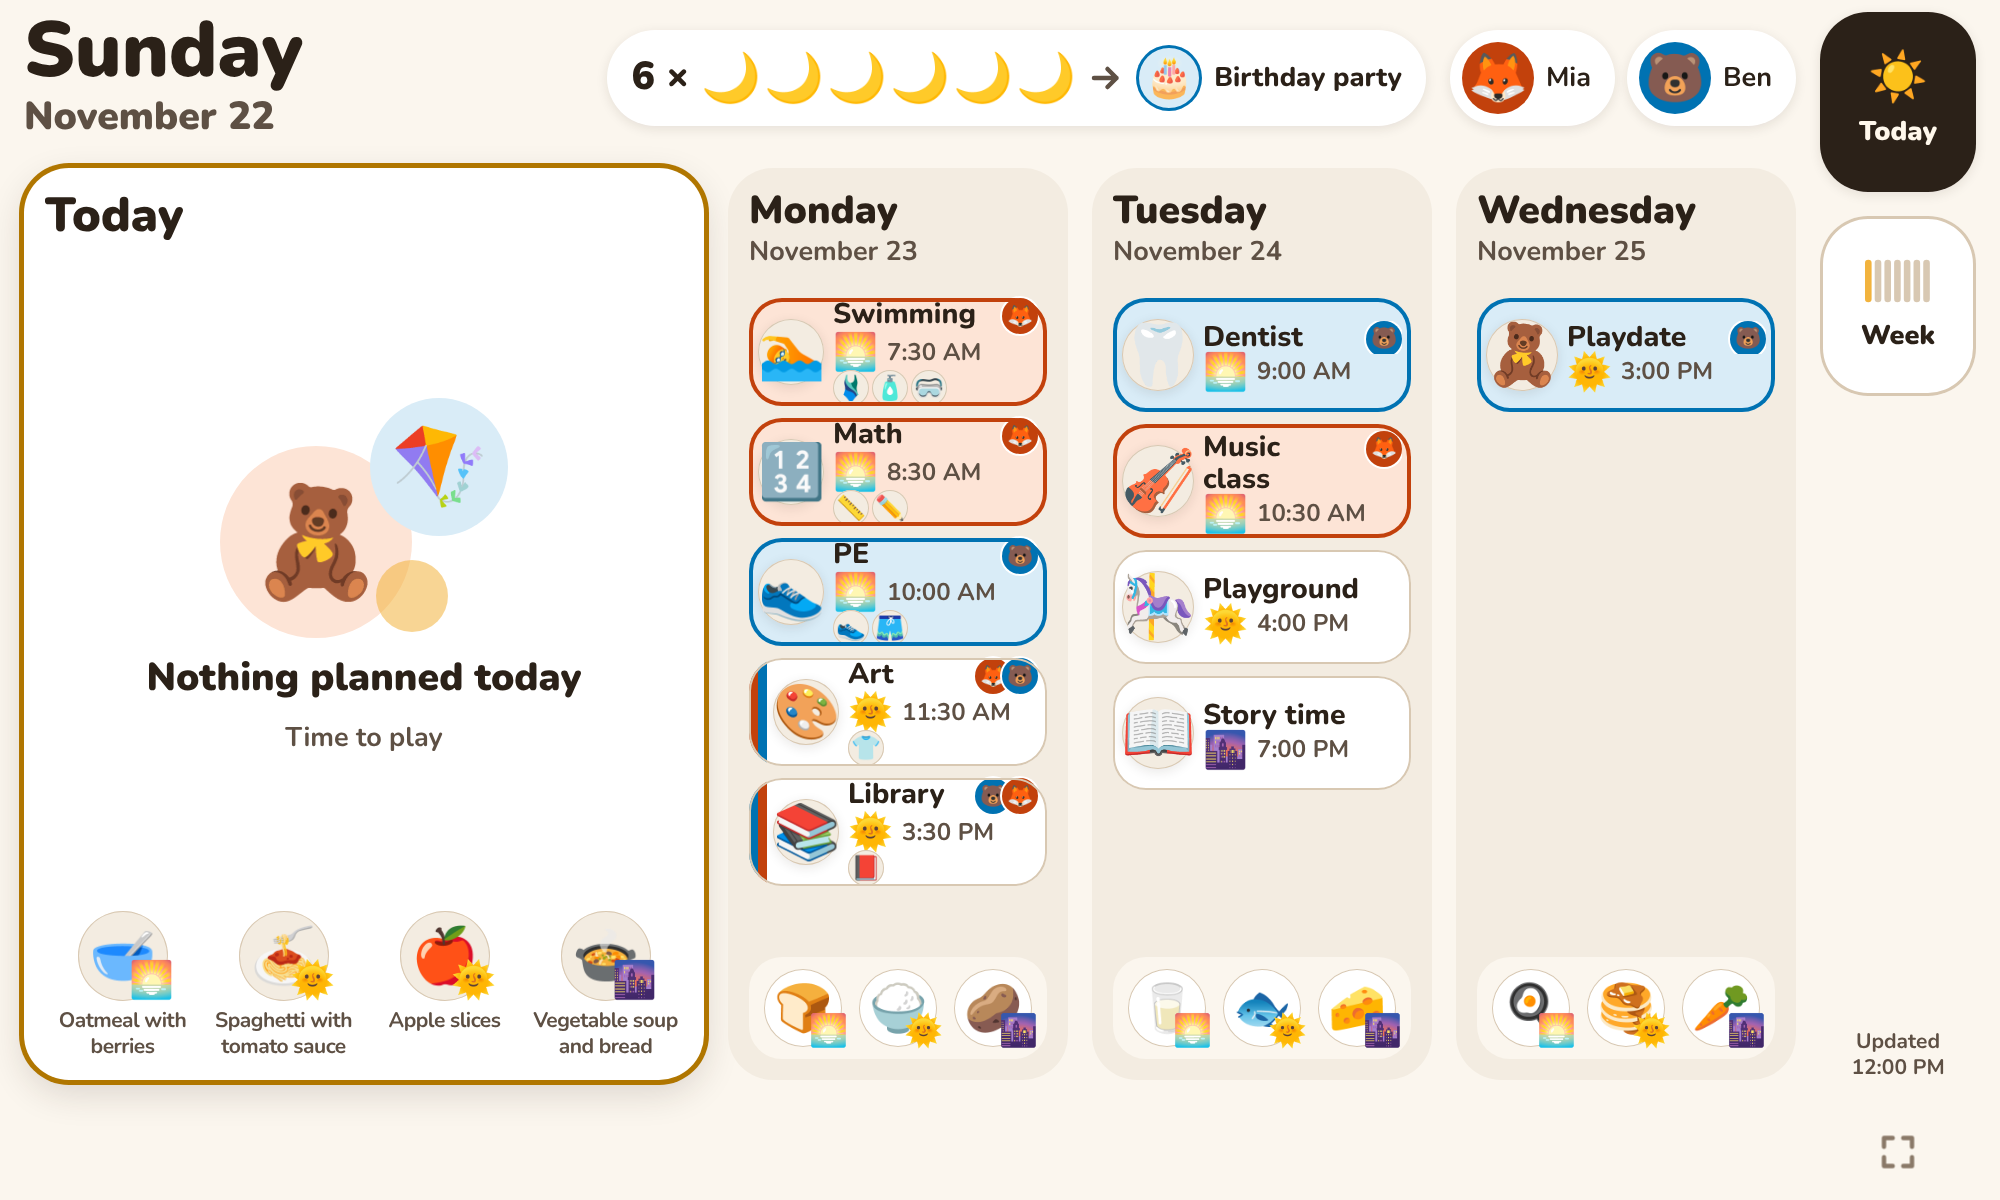 Sunday
November 22
6 ×
Birthday party
Mia
Ben
Today
Week
Today
Nothing planned today
Time to play
Oatmeal with
berries
Spaghetti with
tomato sauce
Apple slices
Vegetable soup
and bread
Monday
November 23
Swimming
7:30 AM
1 2
3 4
Math
8:30 AM
PE
10:00 AM
Art
11:30 AM
Library
3:30 PM
Tuesday
November 24
Dentist
9:00 AM
Music
class
10:30 AM
Playground
4:00 PM
Story time
7:00 PM
Wednesday
November 25
Playdate
3:00 PM
Updated
12:00 PM